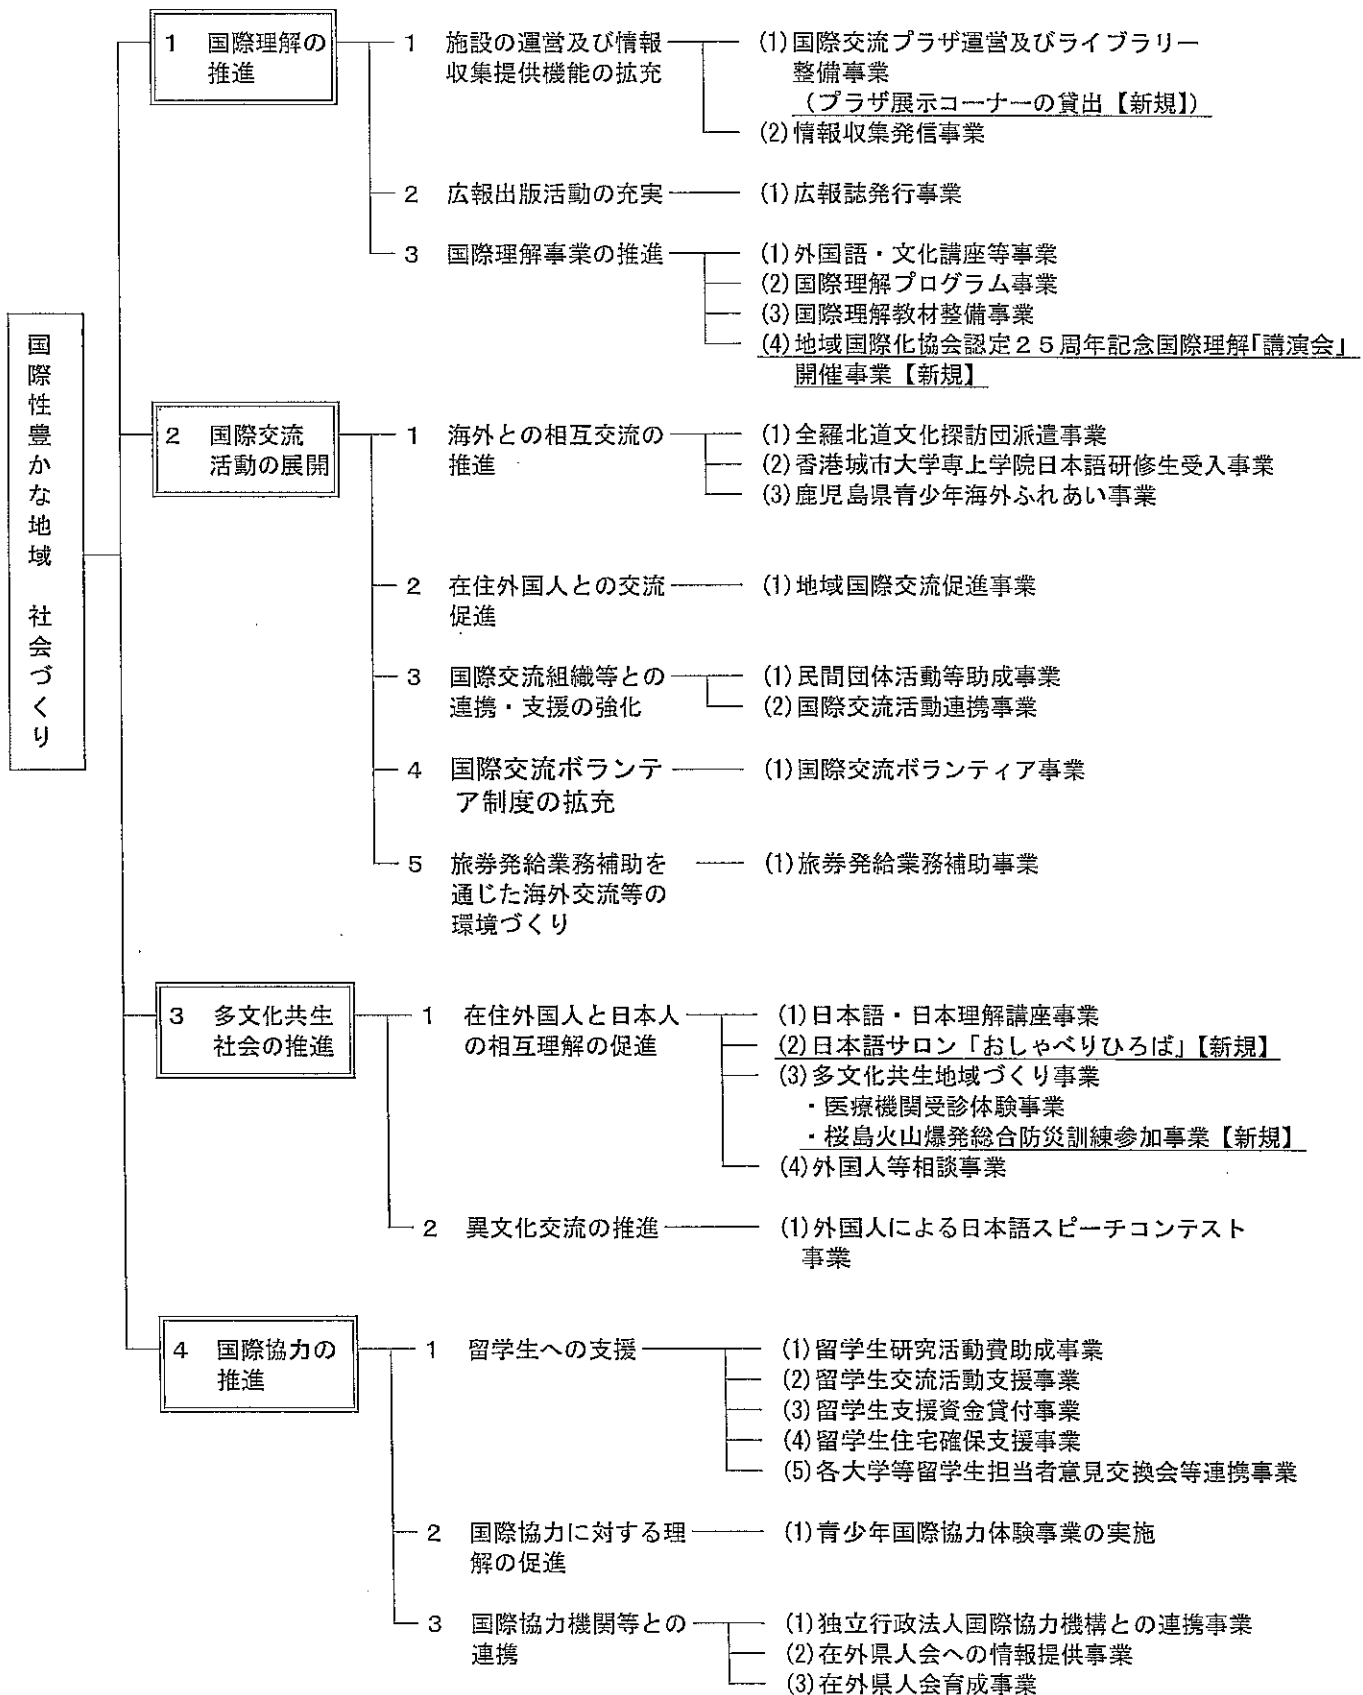 国際性豊かな地域 社会づくり
1 国際理解の
推進
1 施設の運営及び情報
収集提供機能の拡充
(1)国際交流プラザ運営及びライブラリー
整備事業
(プラザ展示コーナーの貸出【新規】)
(2)情報収集発信事業
2 広報出版活動の充実
(1)広報誌発行事業
3 国際理解事業の推進
(1)外国語・文化講座等事業
(2)国際理解プログラム事業
(3)国際理解教材整備事業
(4)地域国際化協会認定25周年記念国際理解「講演会」
開催事業【新規】
2 国際交流
活動の展開
1 海外との相互交流の
推進
(1)全羅北道文化探訪団派遣事業
(2)香港城市大学専上学院日本語研修生受入事業
(3)鹿児島県青少年海外ふれあい事業
2 在住外国人との交流
促進
(1)地域国際交流促進事業
3 国際交流組織等との
連携・支援の強化
(1)民間団体活動等助成事業
(2)国際交流活動連携事業
4 国際交流ボランテ
ア制度の拡充
(1)国際交流ボランティア事業
5 旅券発給業務補助を
通じた海外交流等の
環境づくり
(1)旅券発給業務補助事業
3 多文化共生
社会の推進
1 在住外国人と日本人
の相互理解の促進
(1)日本語・日本理解講座事業
(2)日本語サロン「おしゃべりひろば」【新規】
(3)多文化共生地域づくり事業
・医療機関受診体験事業
・桜島火山爆発総合防災訓練参加事業【新規】
(4)外国人等相談事業
2 異文化交流の推進
(1)外国人による日本語スピーチコンテスト
事業
4 国際協力の
推進
1 留学生への支援
(1)留学生研究活動費助成事業
(2)留学生交流活動支援事業
(3)留学生支援資金貸付事業
(4)留学生住宅確保支援事業
(5)各大学等留学生担当者意見交換会等連携事業
2 国際協力に対する理
解の促進
(1)青少年国際協力体験事業の実施
3 国際協力機関等との
連携
(1)独立行政法人国際協力機構との連携事業
(2)在外県人会への情報提供事業
(3)在外県人会育成事業